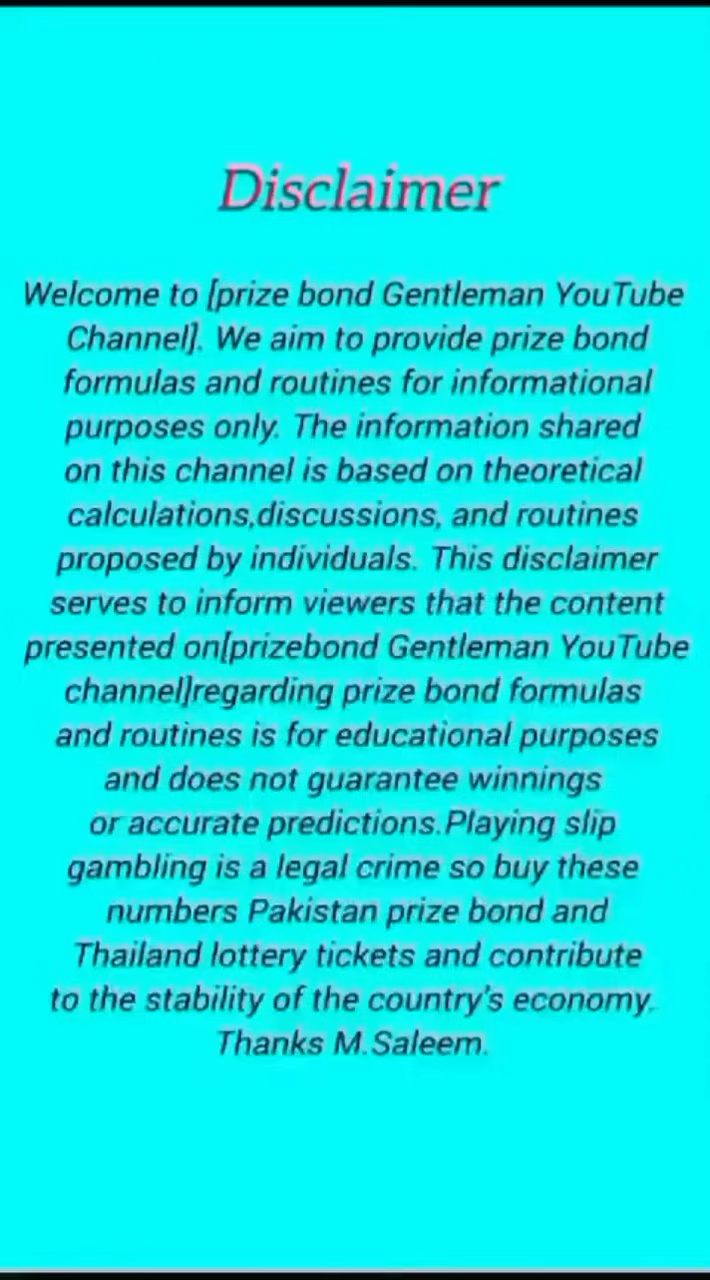 Disclaimer
Welcome to [prize bond Gentleman YouTube
Channel]. We aim to provide prize bond
formulas and routines for informational
purposes only. The information shared
on this channel is based on theoretical
calculations,discussions, and routines
proposed by individuals. This disclaimer
serves to inform viewers that the content
presented on[prizebond Gentleman YouTube
channel]regarding prize bond formulas
and routines is for educational purposes
and does not guarantee winnings
or accurate predictions.Playing slip
gambling is a legal crime so buy these
numbers Pakistan prize bond and
Thailand lottery tickets and contribute
to the stability of the country's economy.
Thanks M.Saleem.